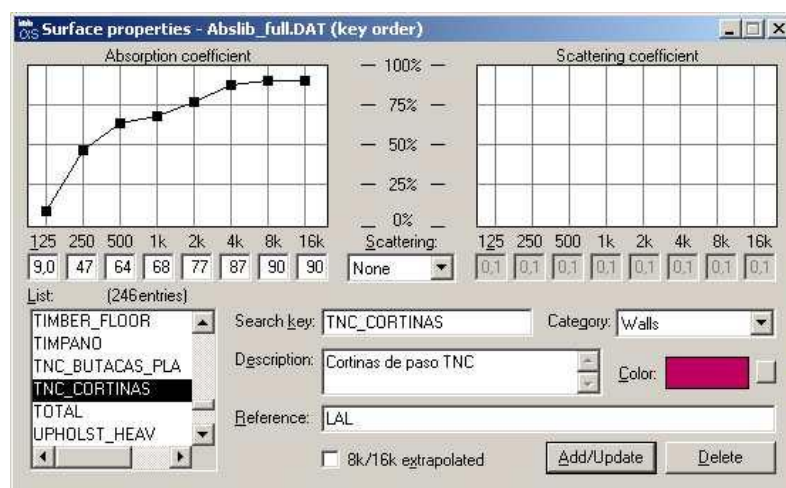 Surface properties - Abslib_full.DAT (key order)
Absorption coefficient
Scattering coefficient
100%
75%
50%
25%
0%
125 250 500 1k 2k 4k 8k 16k
Scattering:
125 250 500 1k 2k 4k 8k 16k
9,0 47 64 68 77 87 90 90
None
0,1 0,1 0,1 0,1 0,1 0,1 0,1 0,1
List: (246 entries)
TIMBER_FLOOR
TIMPANO
TNC_BUTACAS_PLA
TNC_CORTINAS
TOTAL
UPHOLST_HEAV
Search key: TNC_CORTINAS
Category: Walls
Description: Cortinas de paso TNC
Color:
Reference: LAL
8k/16k extrapolated
Add/Update
Delete